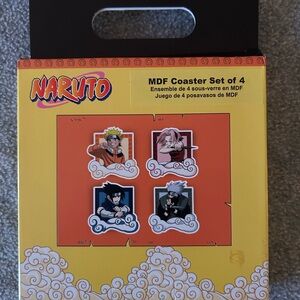 NARUTO
MDF Coaster Set of 4
Ensemble de 4 sous-verre en MDF
Juego de 4 posavasos de MDF